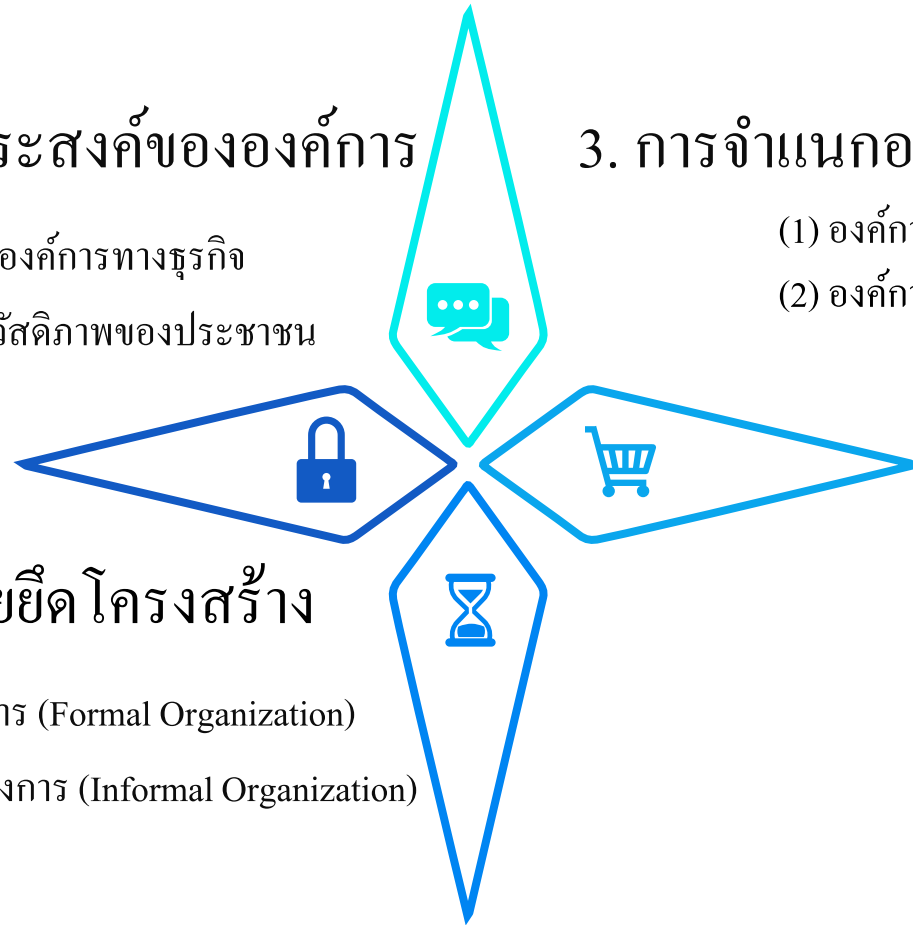 ระสงค์ขององค์การ
องค์การทางธุรกิจ
วัสดิภาพของประชาชน
3. การจำแนกอ
(1) องค์กา
(2) องค์กา
ยยึดโครงสร้าง
าร (Formal Organization)
งการ (Informal Organization)